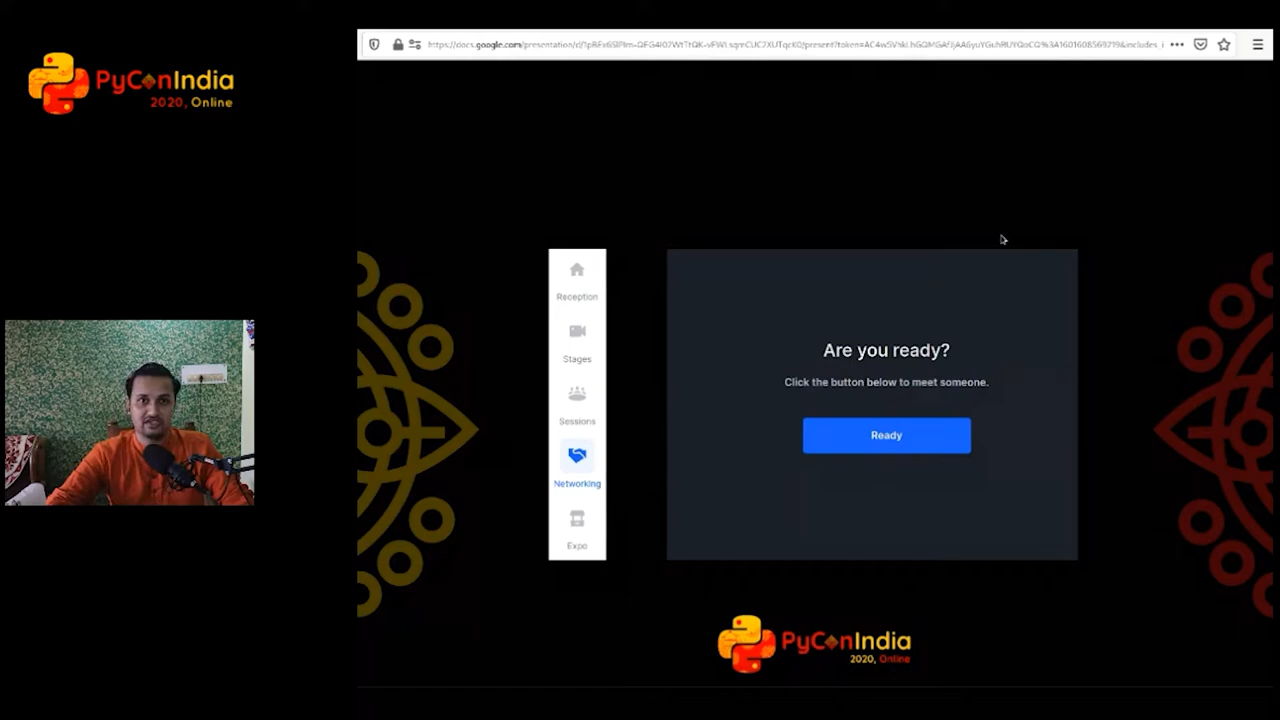 PyConIndia
2020, Online
Reception
Stages
Sessions
Networking
Expo
Are you ready?
Click the button below to meet someone.
Ready
PyConIndia
2020, Online